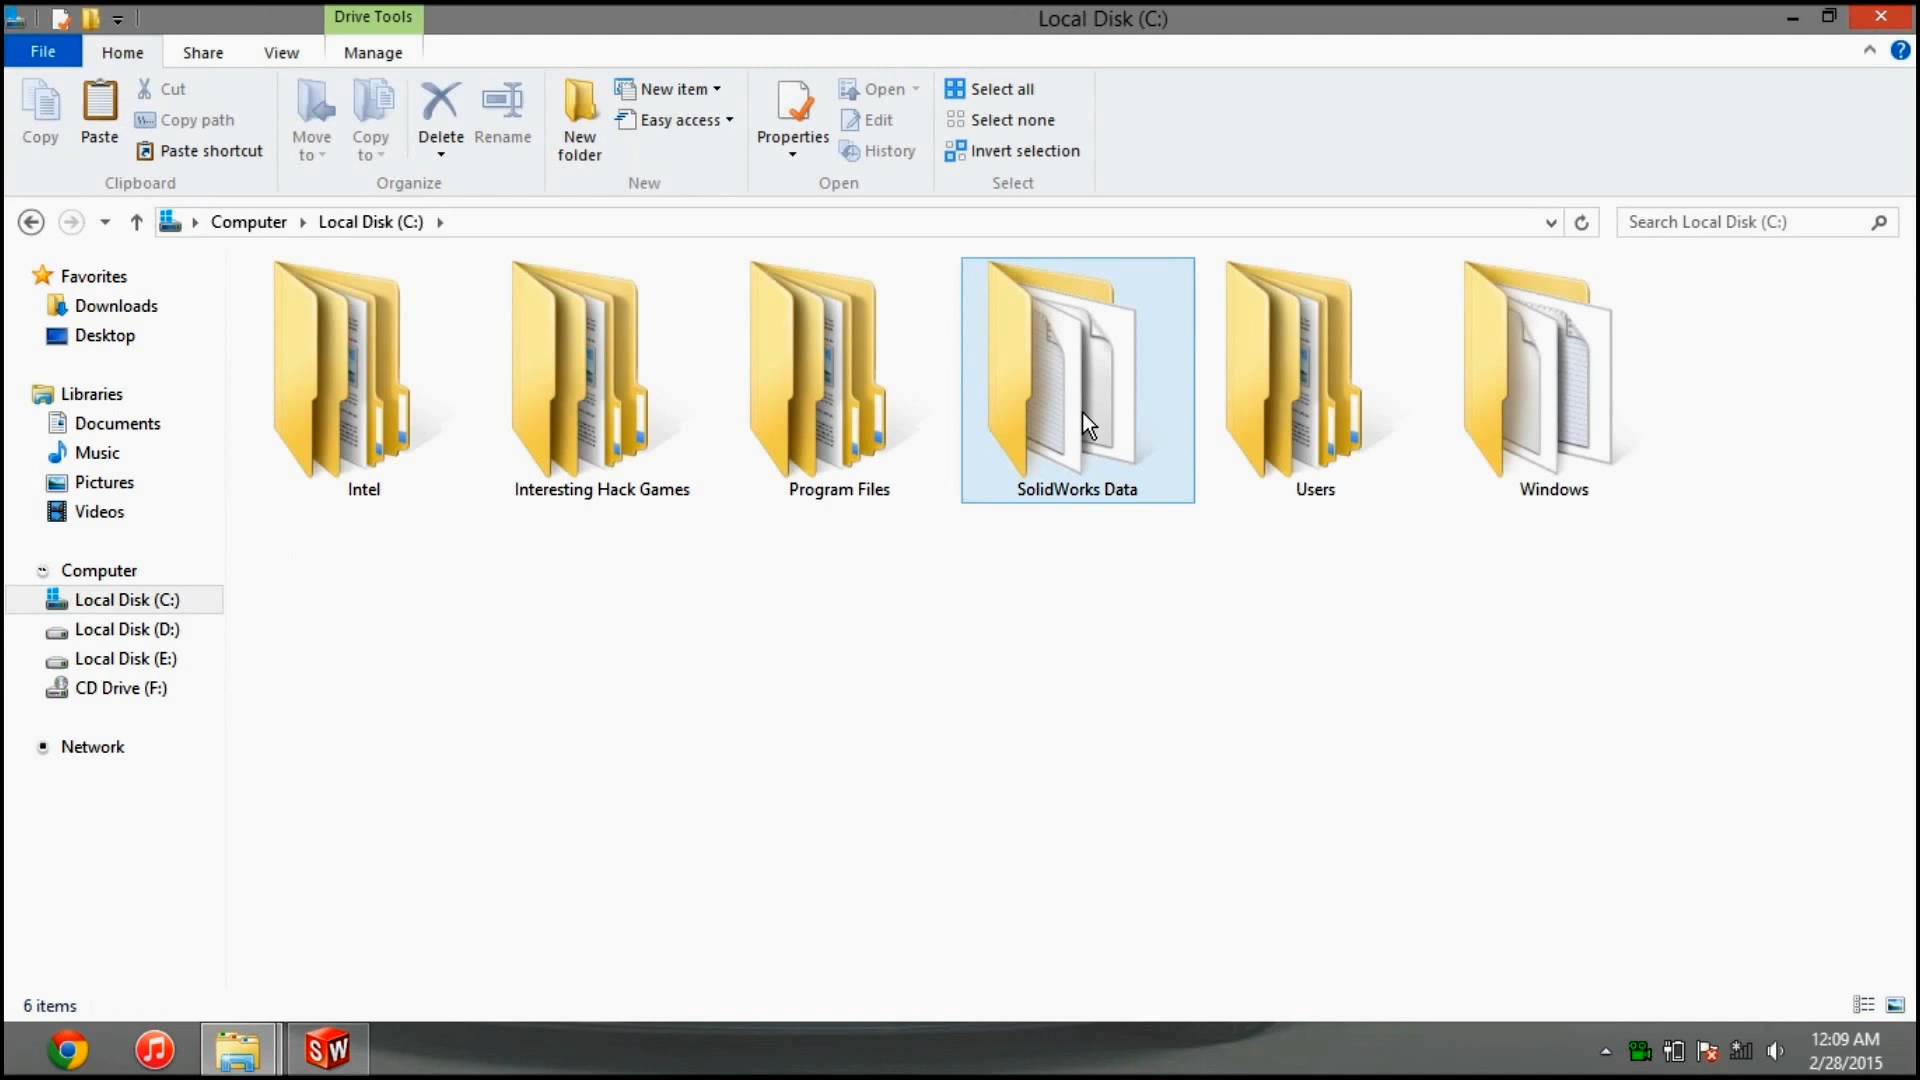 Drive Tools
Local Disk (C:)
File
Home
Share
View
Manage
Copy
Paste
Cut
Copy path
Paste shortcut
Clipboard
Move to
Copy to
Delete
Rename
Organize
New folder
New item
Easy access
New
Properties
Open
Edit
History
Open
Select all
Select none
Invert selection
Select
Computer
Local Disk (C:)
Search Local Disk (C:)
Favorites
Downloads
Desktop
Libraries
Documents
Music
Pictures
Videos
Computer
Local Disk (C:)
Local Disk (D:)
Local Disk (E:)
CD Drive (F:)
Network
Intel
Interesting Hack Games
Program Files
SolidWorks Data
Users
Windows
6 items
SW
12:09 AM
2/28/2015